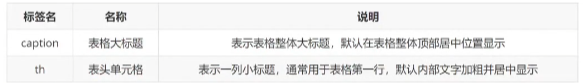 标签名 名称 说明
caption 表格大标题 表示表格整体大标题，默认在表格整体顶部居中位置显示
th 表头单元格 表示一列小标题，通常用于表格第一行，默认内部文字加粗并居中显示